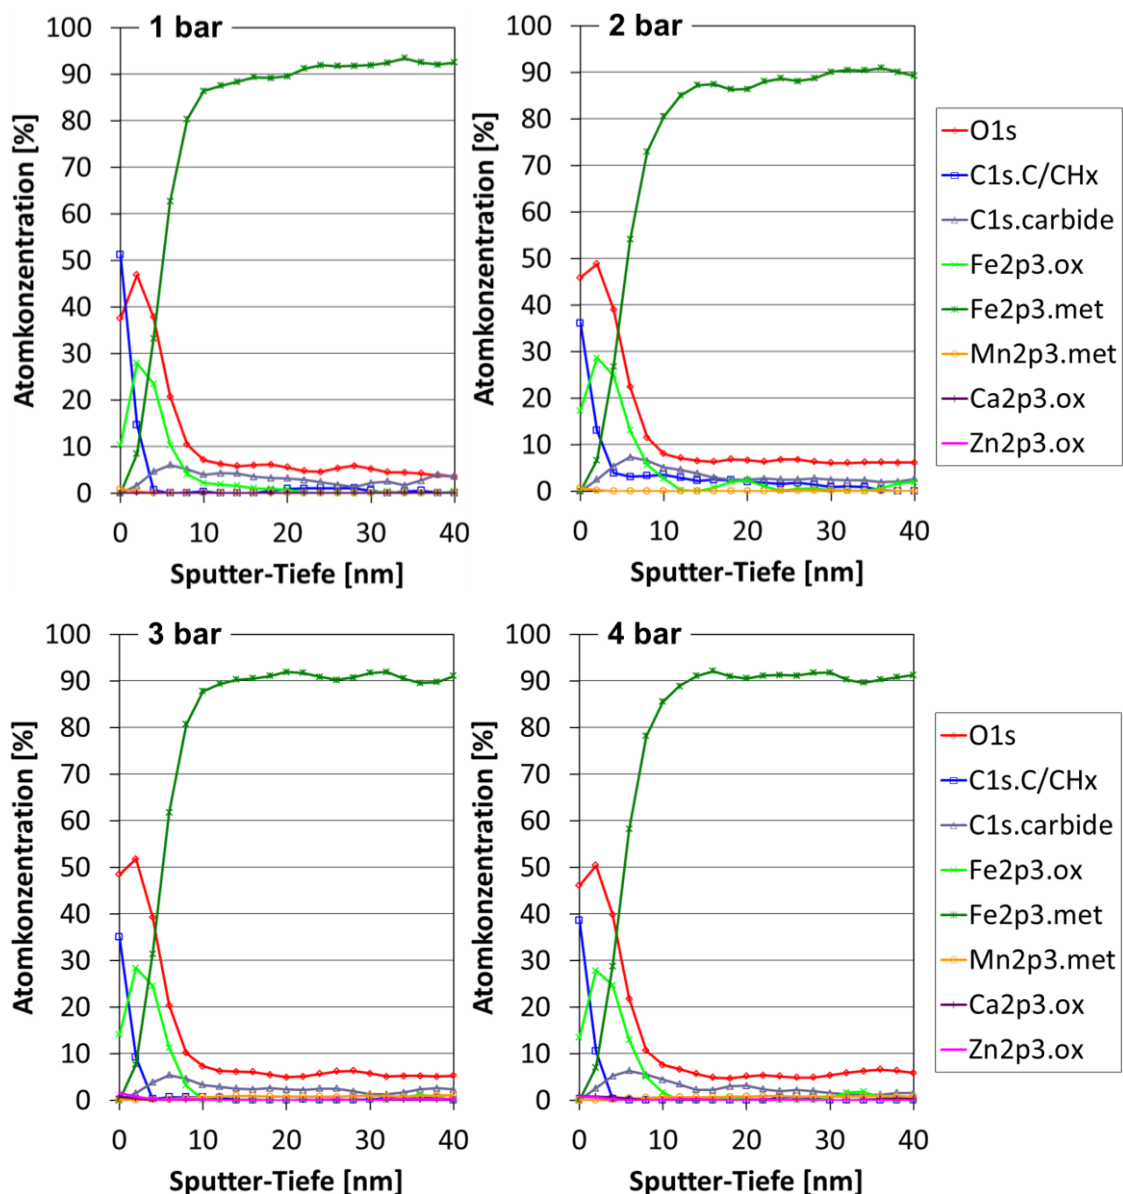 1 bar
Atomkonzentration [%]
100
90
80
70
60
50
40
30
20
10
0
0 10 20 30 40
Sputter-Tiefe [nm]
2 bar
Atomkonzentration [%]
100
90
80
70
60
50
40
30
20
10
0
0 10 20 30 40
Sputter-Tiefe [nm]
O1s
C1s.C/CHx
C1s.carbide
Fe2p3.ox
Fe2p3.met
Mn2p3.met
Ca2p3.ox
Zn2p3.ox
3 bar
Atomkonzentration [%]
100
90
80
70
60
50
40
30
20
10
0
0 10 20 30 40
Sputter-Tiefe [nm]
4 bar
Atomkonzentration [%]
100
90
80
70
60
50
40
30
20
10
0
0 10 20 30 40
Sputter-Tiefe [nm]
O1s
C1s.C/CHx
C1s.carbide
Fe2p3.ox
Fe2p3.met
Mn2p3.met
Ca2p3.ox
Zn2p3.ox